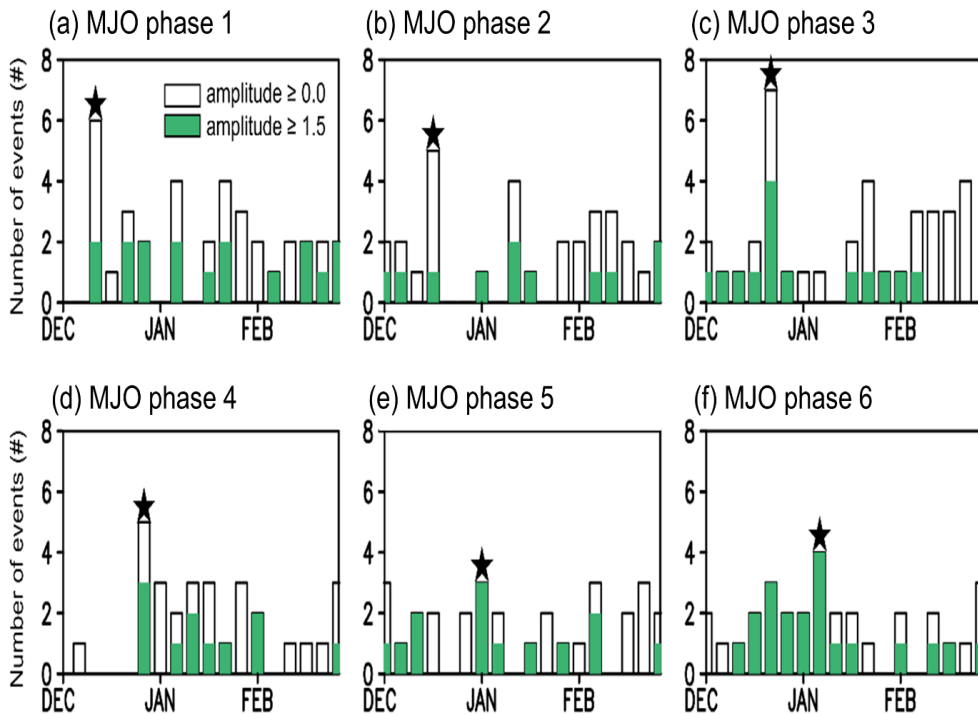 (a) MJO phase 1
(b) MJO phase 2
(c) MJO phase 3
Number of events (#)
8
6
4
2
0
amplitude ≥ 0.0
amplitude ≥ 1.5
DEC
JAN
FEB
8
6
4
2
0
DEC
JAN
FEB
8
6
4
2
0
DEC
JAN
FEB
(d) MJO phase 4
(e) MJO phase 5
(f) MJO phase 6
Number of events (#)
8
6
4
2
0
DEC
JAN
FEB
8
6
4
2
0
DEC
JAN
FEB
8
6
4
2
0
DEC
JAN
FEB